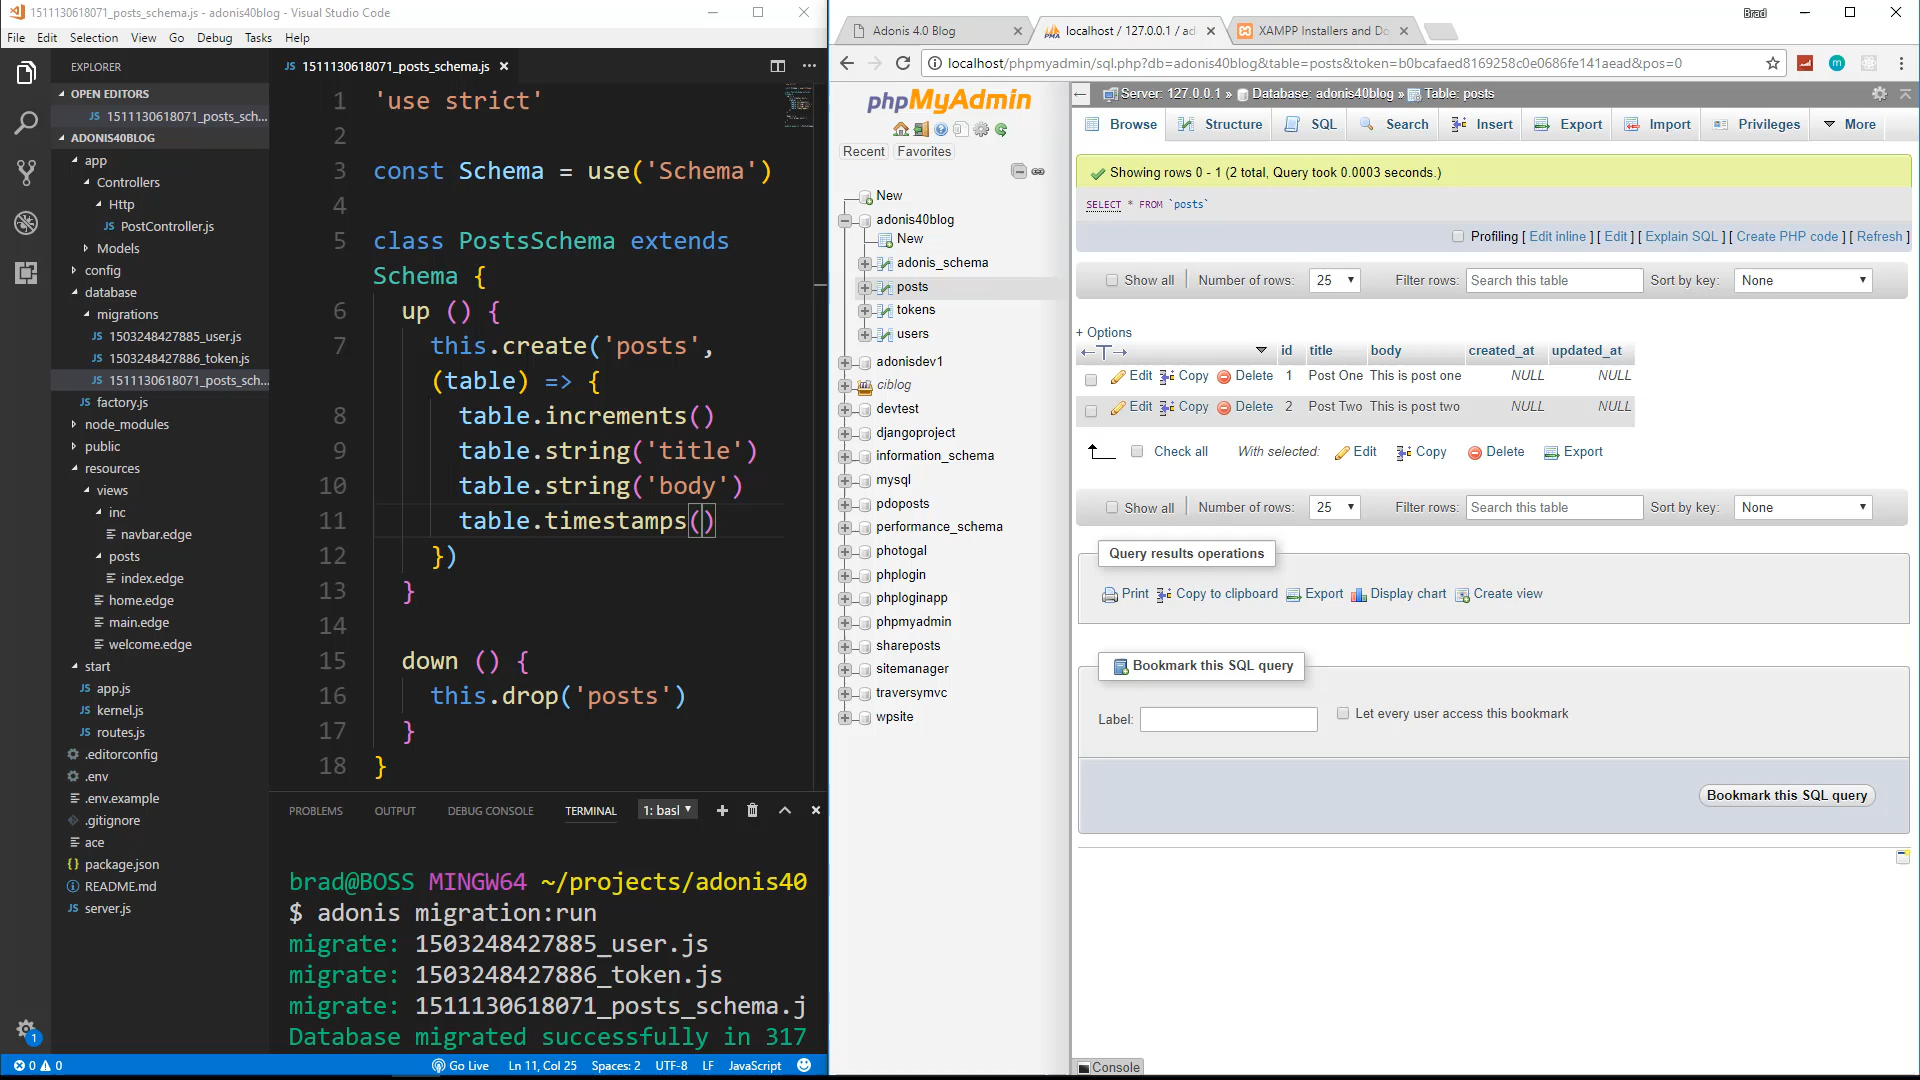 1511130618071_posts_schema.js - adonis40blog - Visual Studio Code
File Edit Selection View Go Debug Tasks Help
EXPLORER
OPEN EDITORS
JS 1511130618071_posts_sch...
ADONIS40BLOG
app
Controllers
Http
JS PostController.js
Models
config
database
migrations
JS 1503248427885_user.js
JS 1503248427886_token.js
JS 1511130618071_posts_sch...
JS factory.js
node_modules
public
resources
views
inc
navbar.edge
posts
index.edge
home.edge
main.edge
welcome.edge
start
JS app.js
JS kernel.js
JS routes.js
.editorconfig
.env
.env.example
.gitignore
ace
{} package.json
README.md
JS server.js
1
JS 1511130618071_posts_schema.js
1 'use strict'
2
3 const Schema = use('Schema')
4
5 class PostsSchema extends
Schema {
6 up () {
7 this.create('posts',
(table) => {
8 table.increments()
9 table.string('title')
10 table.string('body')
11 table.timestamps()
12 })
13 }
14
15 down () {
16 this.drop('posts')
17 }
18 }
PROBLEMS OUTPUT DEBUG CONSOLE TERMINAL 1: basl
brad@BOSS MINGW64 ~/projects/adonis40
$ adonis migration:run
migrate: 1503248427885_user.js
migrate: 1503248427886_token.js
migrate: 1511130618071_posts_schema.j
Database migrated successfully in 317
0 0 Go Live Ln 11, Col 25 Spaces: 2 UTF-8 LF JavaScript
Brad
Adonis 4.0 Blog localhost / 127.0.0.1 / ad XAMPP Installers and Do
localhost/phpmyadmin/sql.php?db=adonis40blog&table=posts&token=b0bcafaed8169258c0e0686fe141aead&pos=0
phpMyAdmin
Recent Favorites
New
adonis40blog
New
adonis_schema
posts
tokens
users
adonisdev1
ciblog
devtest
djangoproject
information_schema
mysql
pdoposts
performance_schema
photogal
phplogin
phploginapp
phpmyadmin
shareposts
sitemanager
traversymvc
wpsite
Server: 127.0.0.1 » Database: adonis40blog » Table: posts
Browse Structure SQL Search Insert Export Import Privileges More
Showing rows 0 - 1 (2 total, Query took 0.0003 seconds.)
SELECT * FROM `posts`
Profiling [ Edit inline ] [ Edit ] [ Explain SQL ] [ Create PHP code ] [ Refresh ]
Show all Number of rows: 25 Filter rows: Search this table Sort by key: None
+ Options
←T→ id title body created_at updated_at
Edit Copy Delete 1 Post One This is post one NULL NULL
Edit Copy Delete 2 Post Two This is post two NULL NULL
Check all With selected: Edit Copy Delete Export
Show all Number of rows: 25 Filter rows: Search this table Sort by key: None
Query results operations
Print Copy to clipboard Export Display chart Create view
Bookmark this SQL query
Label: Let every user access this bookmark
Bookmark this SQL query
Console